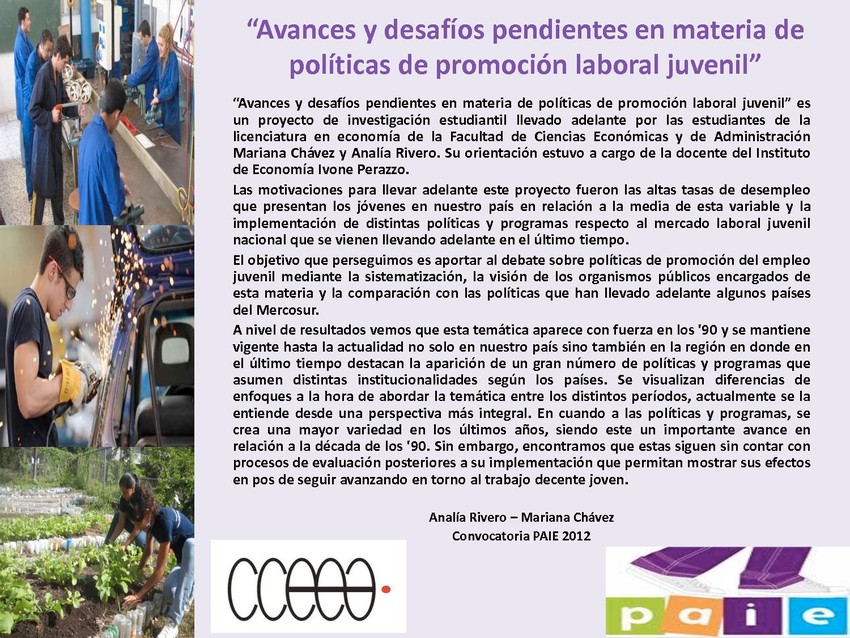 “Avances y desafíos pendientes en materia de
políticas de promoción laboral juvenil”
“Avances y desafíos pendientes en materia de políticas de promoción laboral juvenil” es
un proyecto de investigación estudiantil llevado adelante por las estudiantes de la
licenciatura en economía de la Facultad de Ciencias Económicas y de Administración
Mariana Chávez y Analía Rivero. Su orientación estuvo a cargo de la docente del Instituto
de Economía Ivone Perazzo.
Las motivaciones para llevar adelante este proyecto fueron las altas tasas de desempleo
que presentan los jóvenes en nuestro país en relación a la media de esta variable y la
implementación de distintas políticas y programas respecto al mercado laboral juvenil
nacional que se vienen llevando adelante en el último tiempo.
El objetivo que perseguimos es aportar al debate sobre políticas de promoción del empleo
juvenil mediante la sistematización, la visión de los organismos públicos encargados de
esta materia y la comparación con las políticas que han llevado adelante algunos países
del Mercosur.
A nivel de resultados vemos que esta temática aparece con fuerza en los '90 y se mantiene
vigente hasta la actualidad no solo en nuestro país sino también en la región en donde en
el último tiempo destacan la aparición de un gran número de políticas y programas que
asumen distintas institucionalidades según los países. Se visualizan diferencias de
enfoques a la hora de abordar la temática entre los distintos períodos, actualmente se la
entiende desde una perspectiva más integral. En cuando a las políticas y programas, se
crea una mayor variedad en los últimos años, siendo este un importante avance en
relación a la década de los '90. Sin embargo, encontramos que estas siguen sin contar con
procesos de evaluación posteriores a su implementación que permitan mostrar sus efectos
en pos de seguir avanzando en torno al trabajo decente joven.
Analía Rivero – Mariana Chávez
Convocatoria PAIE 2012
cceea
paie